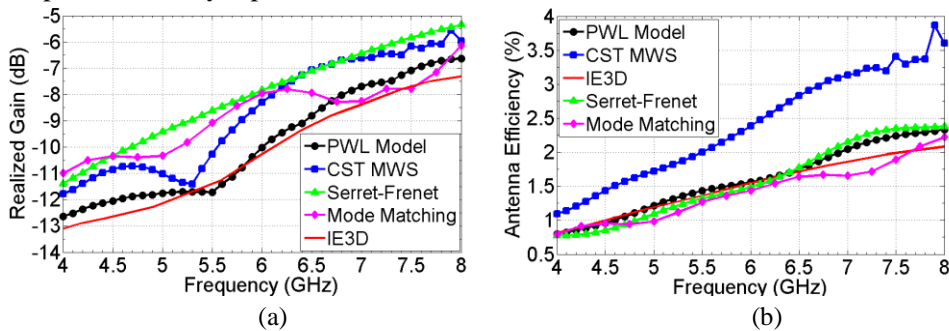 -5
-6
-7
-8
-9
-10
-11
-12
-13
-14
4 4.5 5 5.5 6 6.5 7 7.5 8
Realized Gain (dB)
Frequency (GHz)
PWL Model
CST MWS
Serret-Frenet
Mode Matching
IE3D
(a)
4
3.5
3
2.5
2
1.5
1
0.5
4 4.5 5 5.5 6 6.5 7 7.5 8
Antenna Efficiency (%)
Frequency (GHz)
PWL Model
CST MWS
IE3D
Serret-Frenet
Mode Matching
(b)